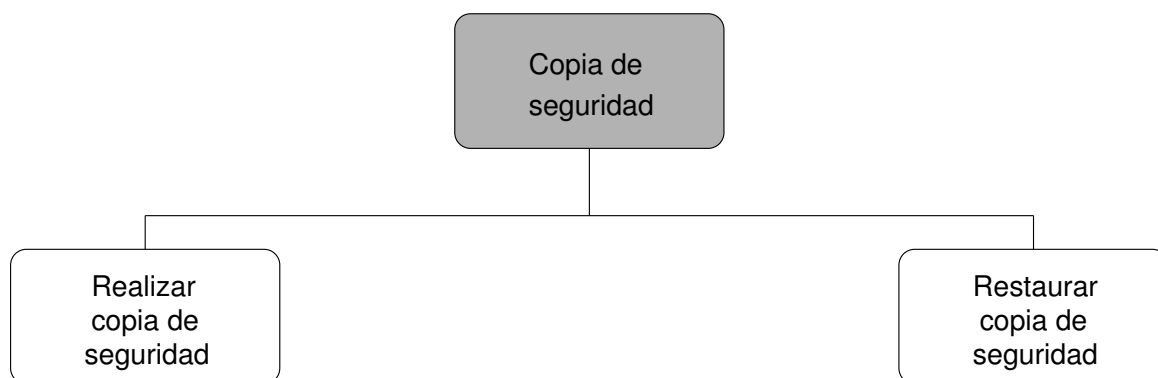 Copia de
seguridad
Realizar
copia de
seguridad
Restaurar
copia de
seguridad